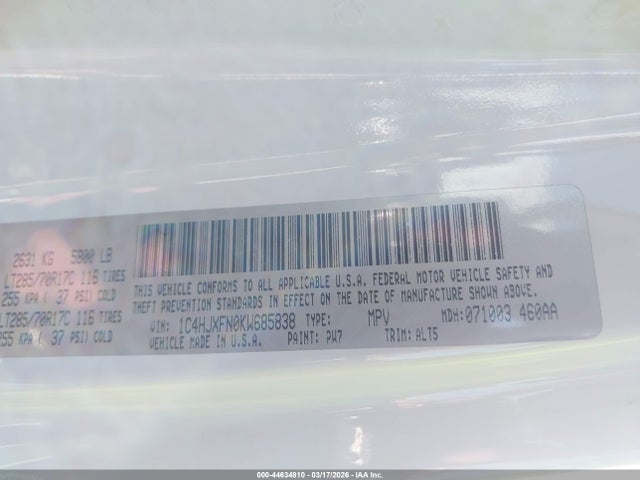 2631 KG 5800 LB
LT285/70R17C 116 TIRES
255 KPA ( 37 PSI) COLD
LT285/70R17C 116 TIRES
255 KPA ( 37 PSI) COLD
THIS VEHICLE CONFORMS TO ALL APPLICABLE U.S.A. FEDERAL MOTOR VEHICLE SAFETY AND
THEFT PREVENTION STANDARDS IN EFFECT ON THE DATE OF MANUFACTURE SHOWN ABOVE.
VIN: 1C4HJXFN0KW685838 TYPE: MPV MDH: 071003 460AA
VEHICLE MADE IN U.S.A. PAINT: PW7 TRIM: ALT5
000-44634810 - 03/17/2026 - IAA Inc.